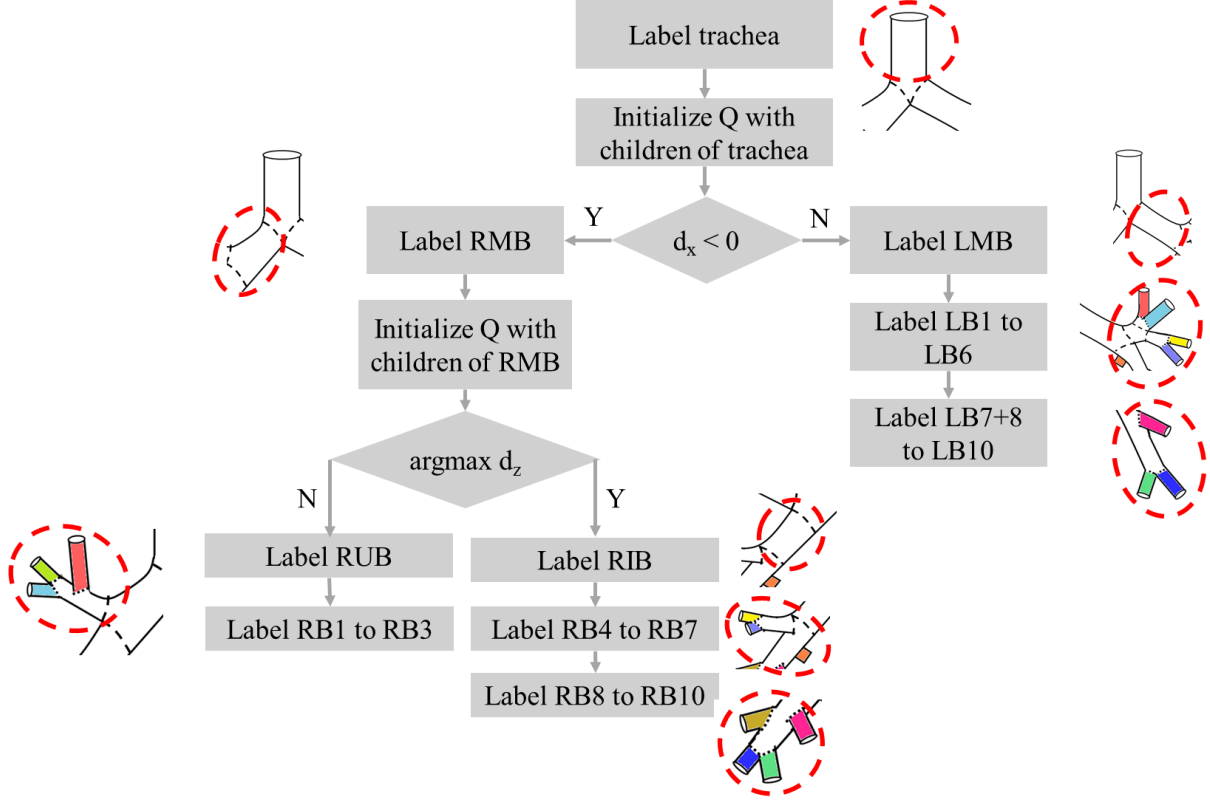 Label trachea
Initialize Q with
children of trachea
Y
N
Label RMB
d_x < 0
Label LMB
Initialize Q with
children of RMB
Label LB1 to
LB6
Label LB7+8
to LB10
argmax d_z
N
Y
Label RUB
Label RIB
Label RB1 to RB3
Label RB4 to RB7
Label RB8 to RB10